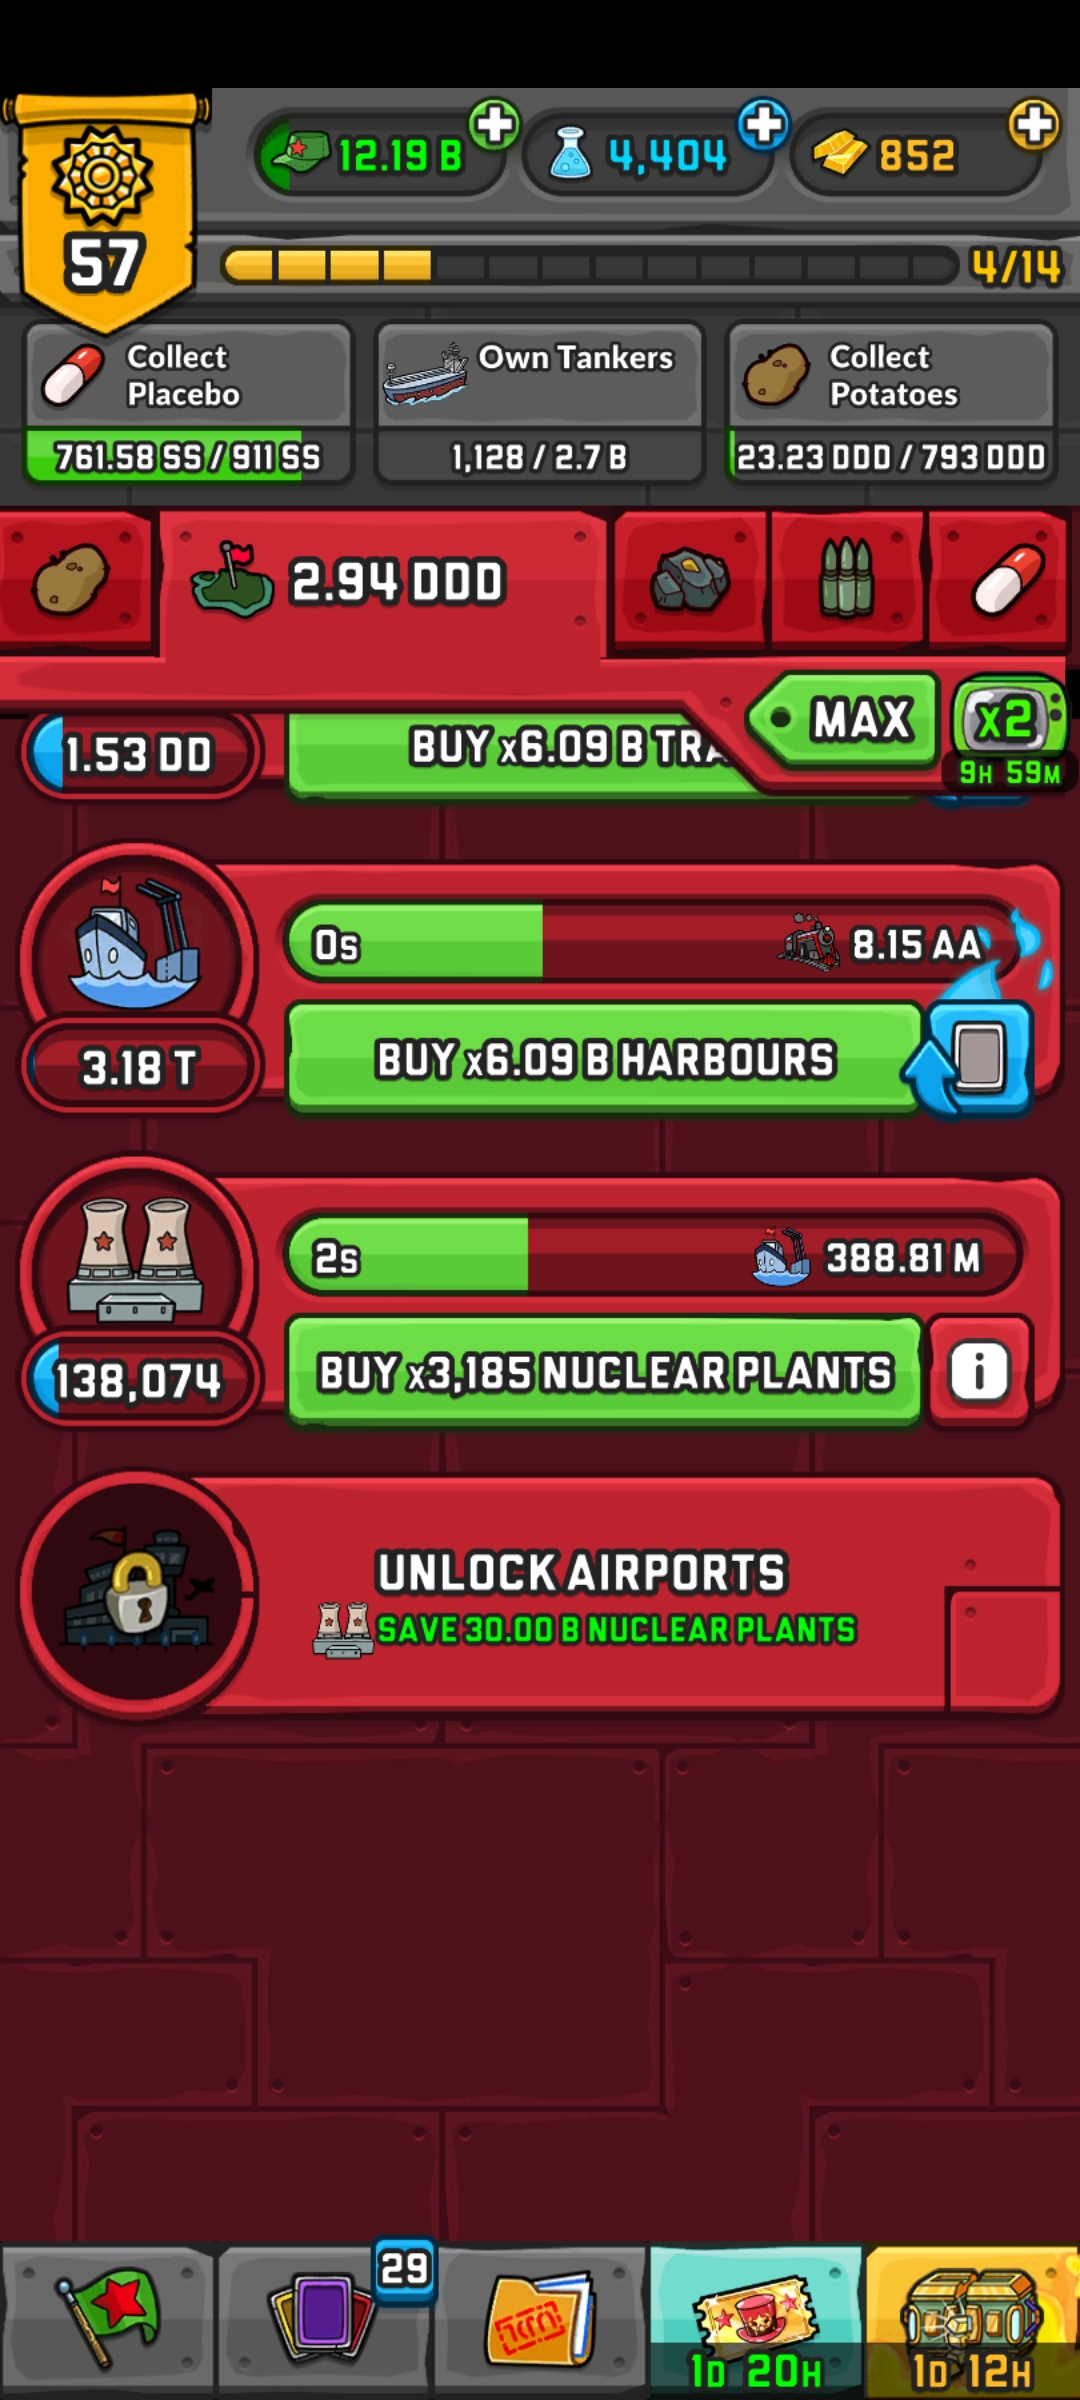 57
12.19 B
4,404
852
4/14
Collect
Placebo
761.58 SS / 911 SS
Own Tankers
1,128 / 2.7 B
Collect
Potatoes
23.23 DDD / 793 DDD
2.94 DDD
MAX
x2
9H 59M
1.53 DD
BUY x6.09 B
0s
8.15 AA
3.18 T
BUY x6.09 B HARBOURS
2s
388.81 M
138,074
BUY x3,185 NUCLEAR PLANTS
i
UNLOCK AIRPORTS
SAVE 30.00 B NUCLEAR PLANTS
29
1D 20H
1D 12H